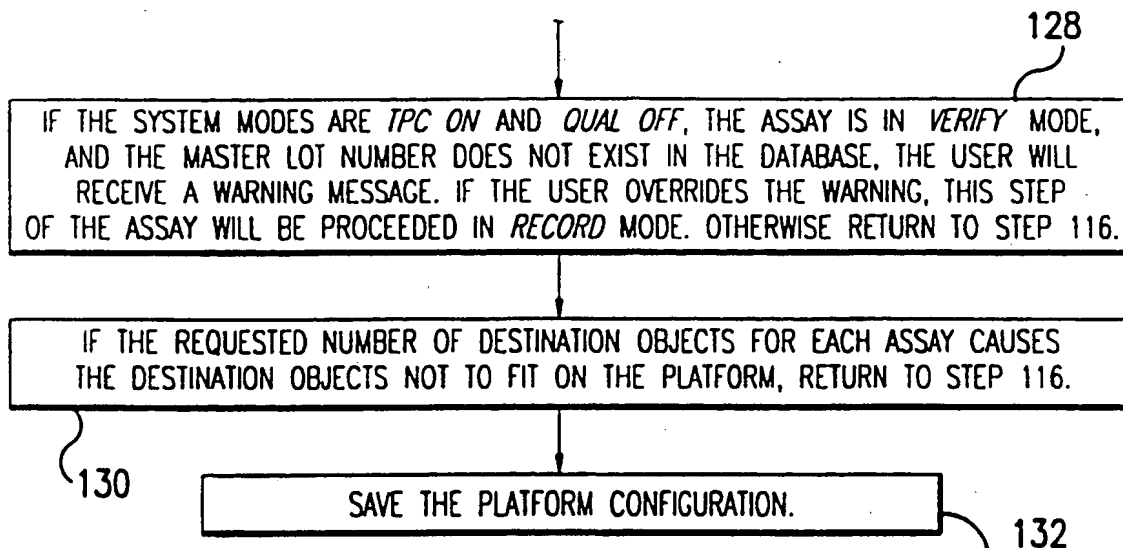 128
IF THE SYSTEM MODES ARE TPC ON AND QUAL OFF, THE ASSAY IS IN VERIFY MODE,
AND THE MASTER LOT NUMBER DOES NOT EXIST IN THE DATABASE, THE USER WILL
RECEIVE A WARNING MESSAGE. IF THE USER OVERRIDES THE WARNING, THIS STEP
OF THE ASSAY WILL BE PROCEEDED IN RECORD MODE. OTHERWISE RETURN TO STEP 116.
IF THE REQUESTED NUMBER OF DESTINATION OBJECTS FOR EACH ASSAY CAUSES
THE DESTINATION OBJECTS NOT TO FIT ON THE PLATFORM, RETURN TO STEP 116.
130
SAVE THE PLATFORM CONFIGURATION.
132